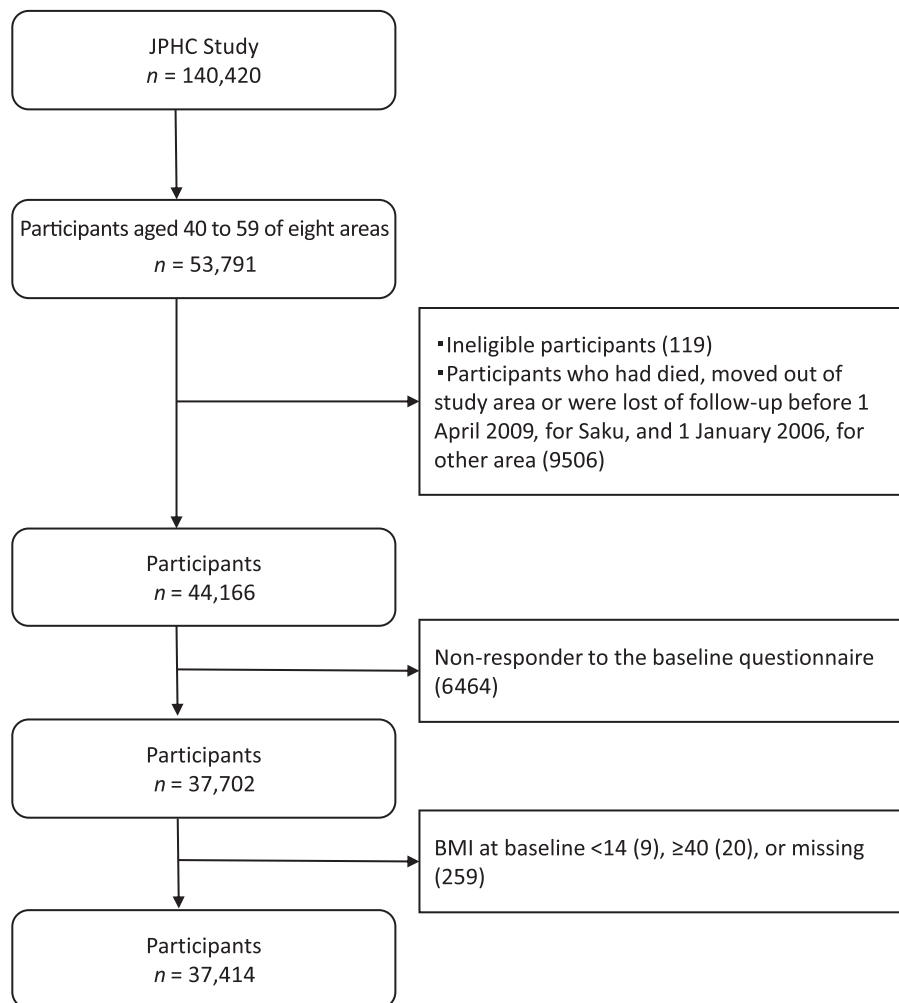 JPHC Study
n = 140,420
Participants aged 40 to 59 of eight areas
n = 53,791
▪Ineligible participants (119)
▪Participants who had died, moved out of
study area or were lost of follow-up before 1
April 2009, for Saku, and 1 January 2006, for
other area (9506)
Participants
n = 44,166
Non-responder to the baseline questionnaire
(6464)
Participants
n = 37,702
BMI at baseline <14 (9), ≥40 (20), or missing
(259)
Participants
n = 37,414